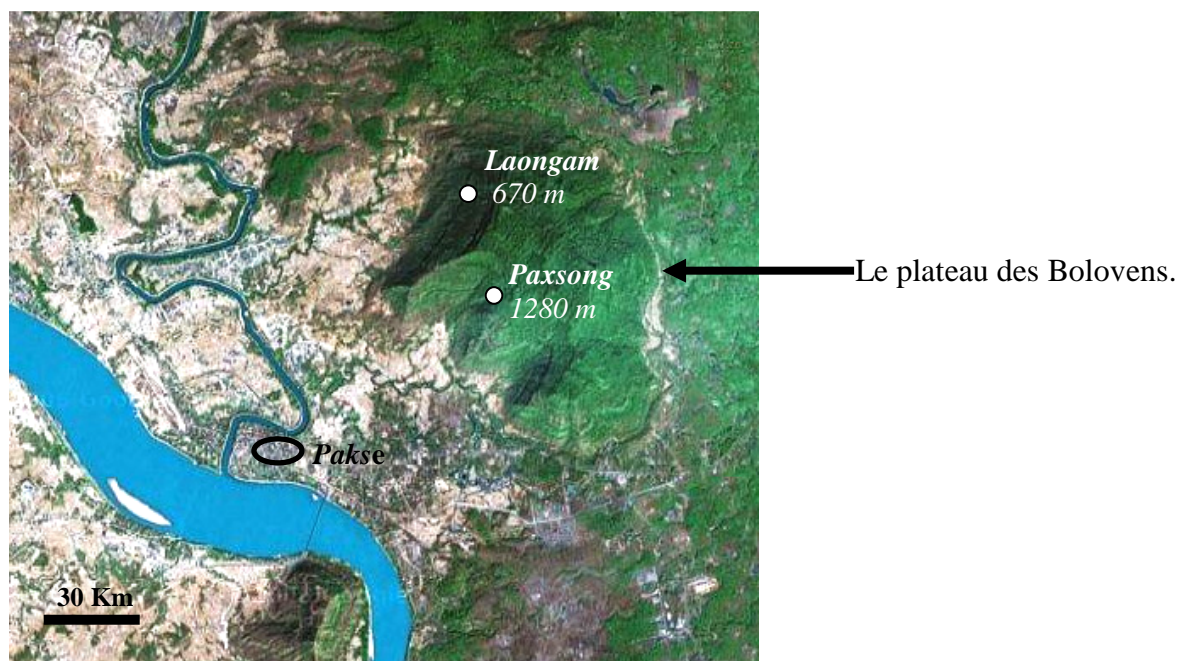 Laongam
670 m
Le plateau des Bolovens.
Paxsong
1280 m
Pakse
30 Km